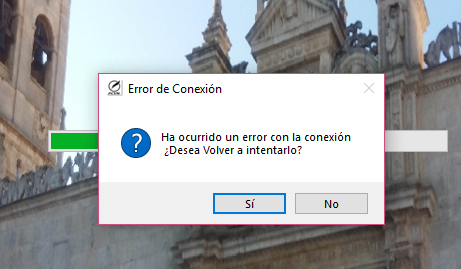 Error de Conexión
Ha ocurrido un error con la conexión
¿Desea Volver a intentarlo?
Sí
No